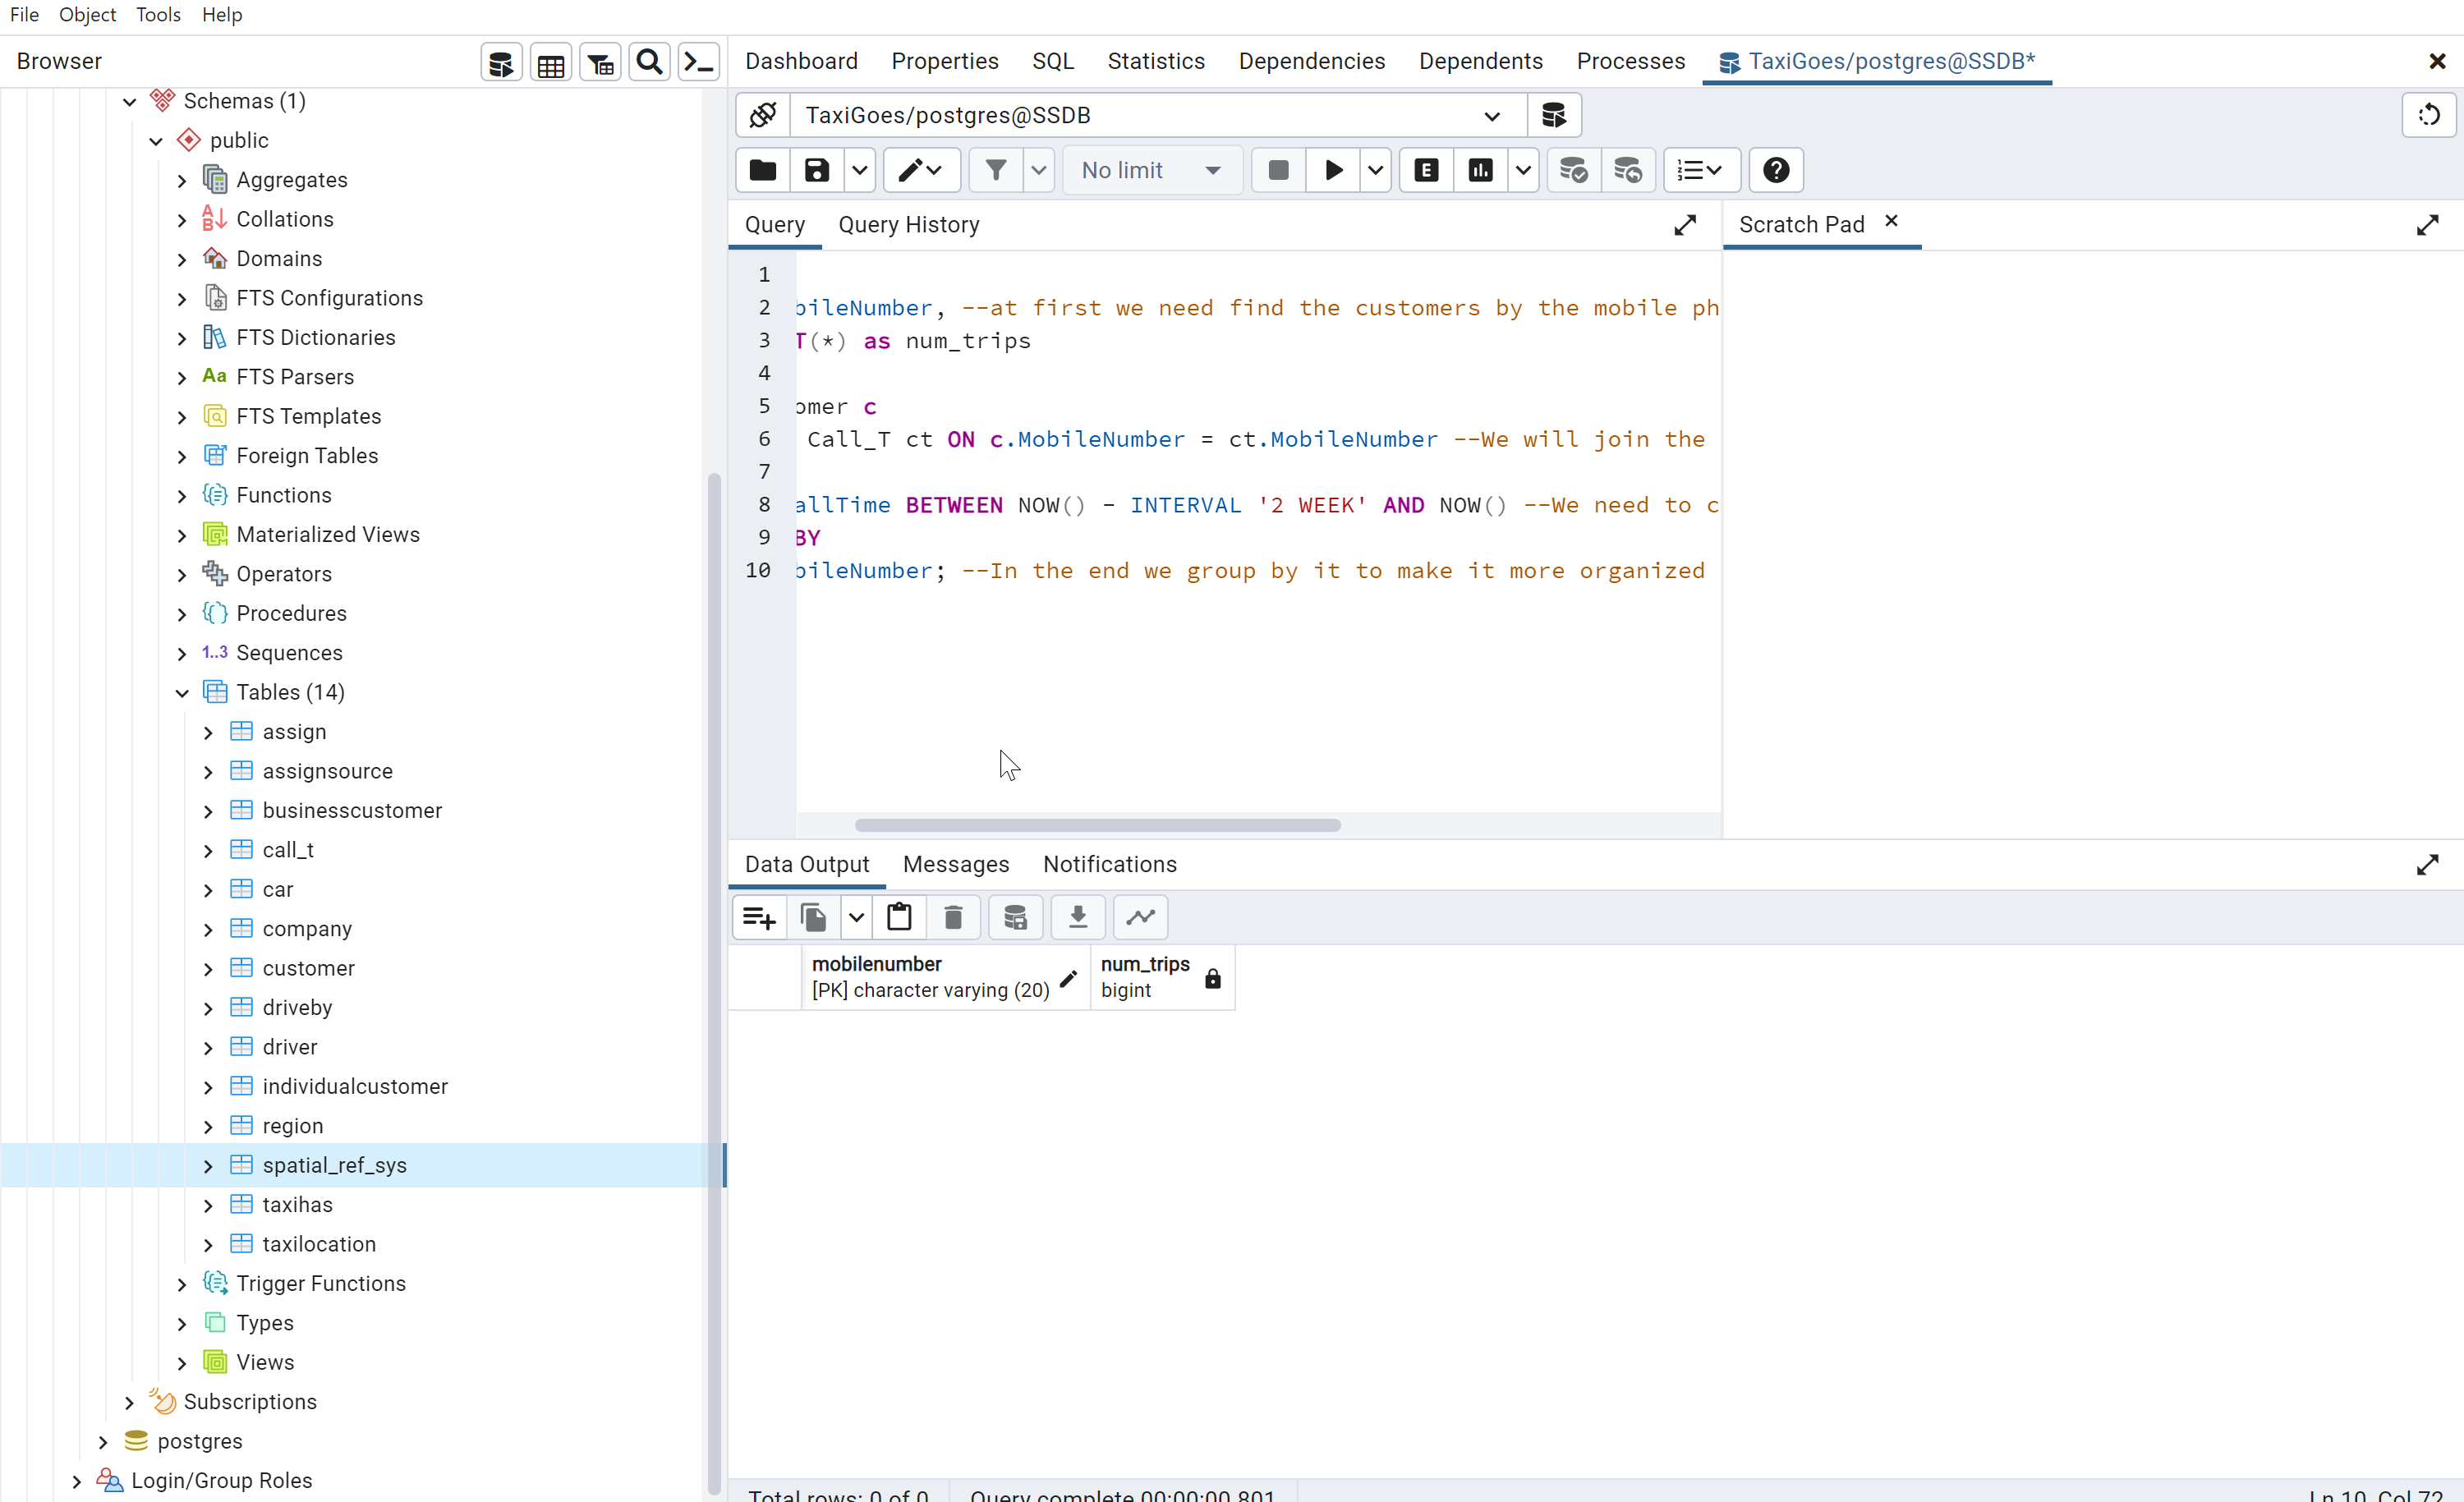 File Object Tools Help
Browser
Dashboard Properties SQL Statistics Dependencies Dependents Processes TaxiGoes/postgres@SSDB*
Schemas (1)
public
Aggregates
Collations
Domains
FTS Configurations
FTS Dictionaries
Aa FTS Parsers
FTS Templates
Foreign Tables
Functions
Materialized Views
Operators
Procedures
1..3 Sequences
Tables (14)
assign
assignsource
businesscustomer
call_t
car
company
customer
driveby
driver
individualcustomer
region
spatial_ref_sys
taxihas
taxilocation
Trigger Functions
Types
Views
Subscriptions
postgres
Login/Group Roles
TaxiGoes/postgres@SSDB
No limit
E
Query Query History
Scratch Pad
1
2 bileNumber, --at first we need find the customers by the mobile ph
3 T(*) as num_trips
4
5 omer c
6 Call_T ct ON c.MobileNumber = ct.MobileNumber --We will join the
7
8 allTime BETWEEN NOW() - INTERVAL '2 WEEK' AND NOW() --We need to c
9 BY
10 bileNumber; --In the end we group by it to make it more organized
Data Output Messages Notifications
mobilenumber num_trips
[PK] character varying (20) bigint
Total rows: 0 of 0 Query complete 00:00:00.801 Ln 10, Col 72